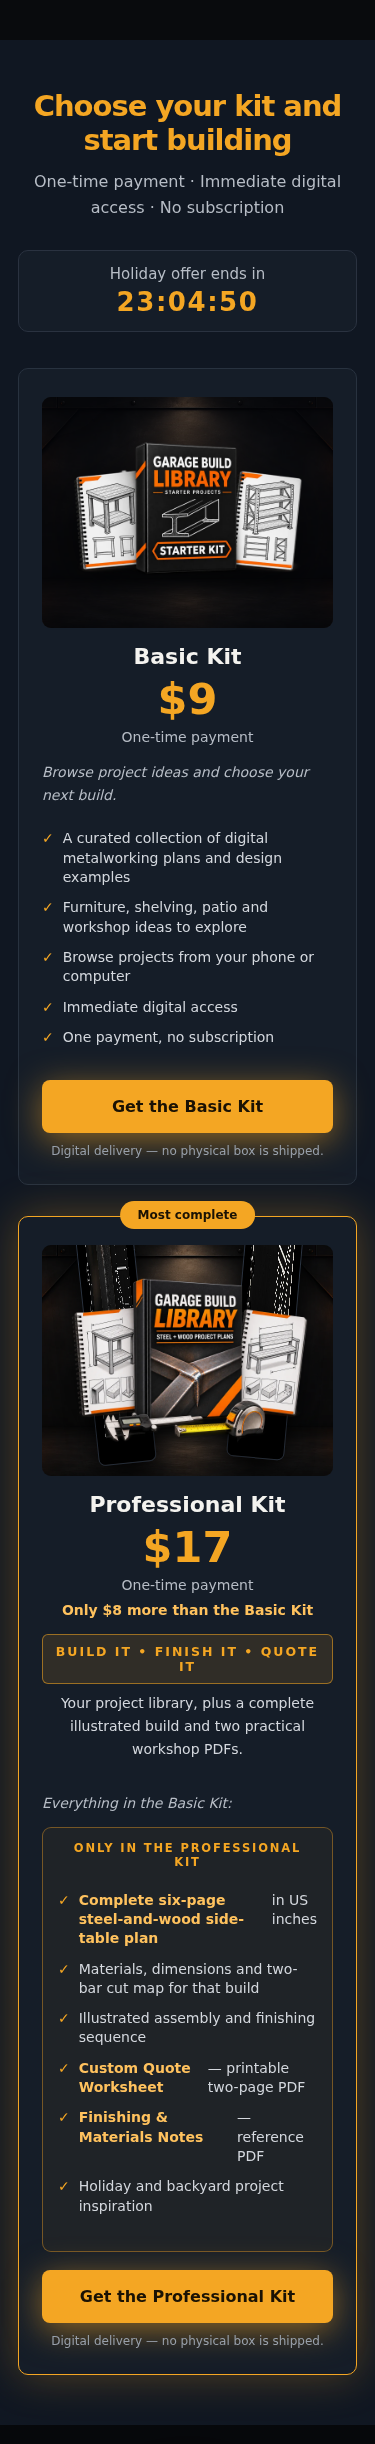 Choose your kit and
start building
One-time payment · Immediate digital
access · No subscription
Holiday offer ends in
23:04:50
GARAGE BUILD
LIBRARY
STARTER PROJECTS
STARTER KIT
Basic Kit
$9
One-time payment
Browse project ideas and choose your
next build.
✓ A curated collection of digital
metalworking plans and design
examples
✓ Furniture, shelving, patio and
workshop ideas to explore
✓ Browse projects from your phone or
computer
✓ Immediate digital access
✓ One payment, no subscription
Get the Basic Kit
Digital delivery — no physical box is shipped.
Most complete
GARAGE BUILD
LIBRARY
STEEL + WOOD PROJECT PLANS
Professional Kit
$17
One-time payment
Only $8 more than the Basic Kit
BUILD IT • FINISH IT • QUOTE
IT
Your project library, plus a complete
illustrated build and two practical
workshop PDFs.
Everything in the Basic Kit:
ONLY IN THE PROFESSIONAL
KIT
✓ Complete six-page in US
steel-and-wood side- inches
table plan
✓ Materials, dimensions and two-
bar cut map for that build
✓ Illustrated assembly and finishing
sequence
✓ Custom Quote — printable
Worksheet two-page PDF
✓ Finishing & —
Materials Notes reference
PDF
✓ Holiday and backyard project
inspiration
Get the Professional Kit
Digital delivery — no physical box is shipped.